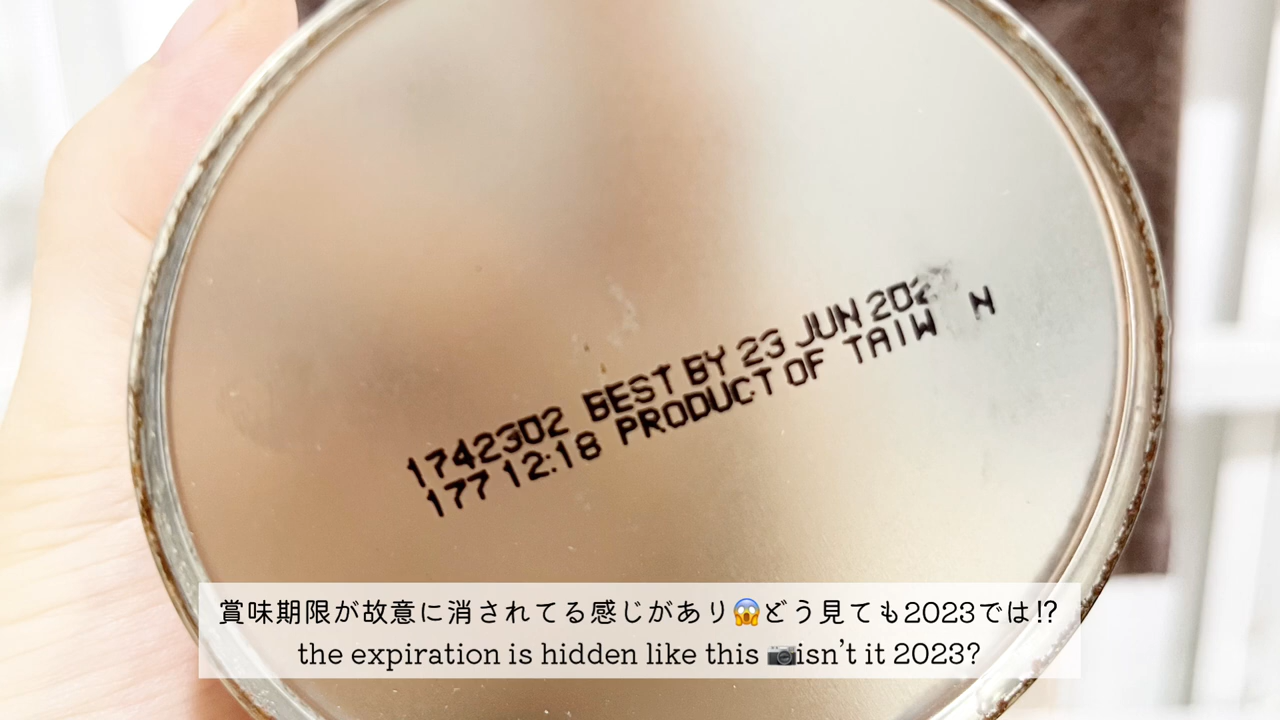 1742302 BEST BY 23 JUN
177 12:18 PRODUCT OF
賞味期限が故意に消されてる感じがあり😱どう見ても2023では⁉
the expiration is hidden like this 📷isn't it 2023?